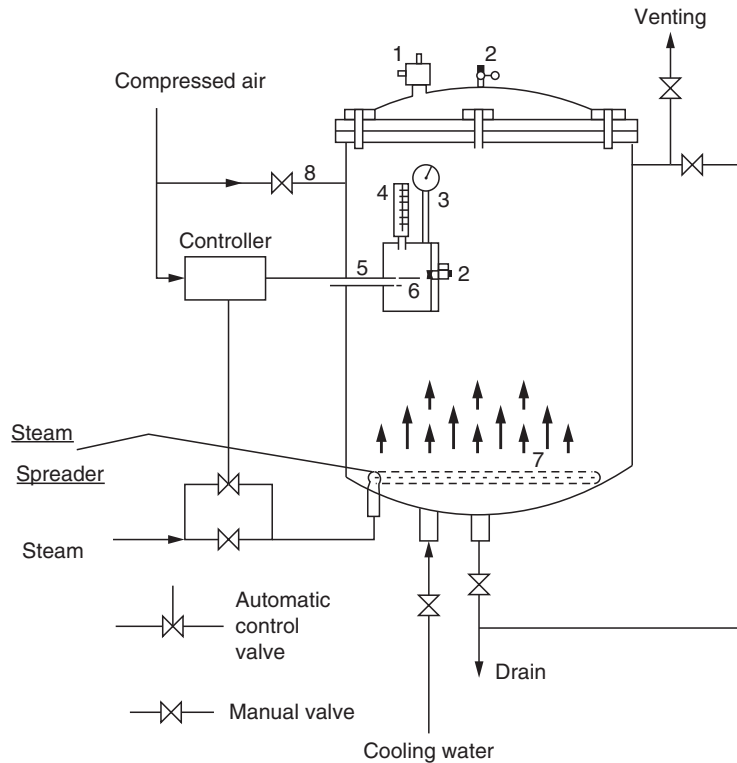 Venting
1
2
Compressed air
8
4
3
Controller
5
2
6
Steam
Spreader
7
Steam
Automatic
control
valve
Drain
Manual valve
Cooling water